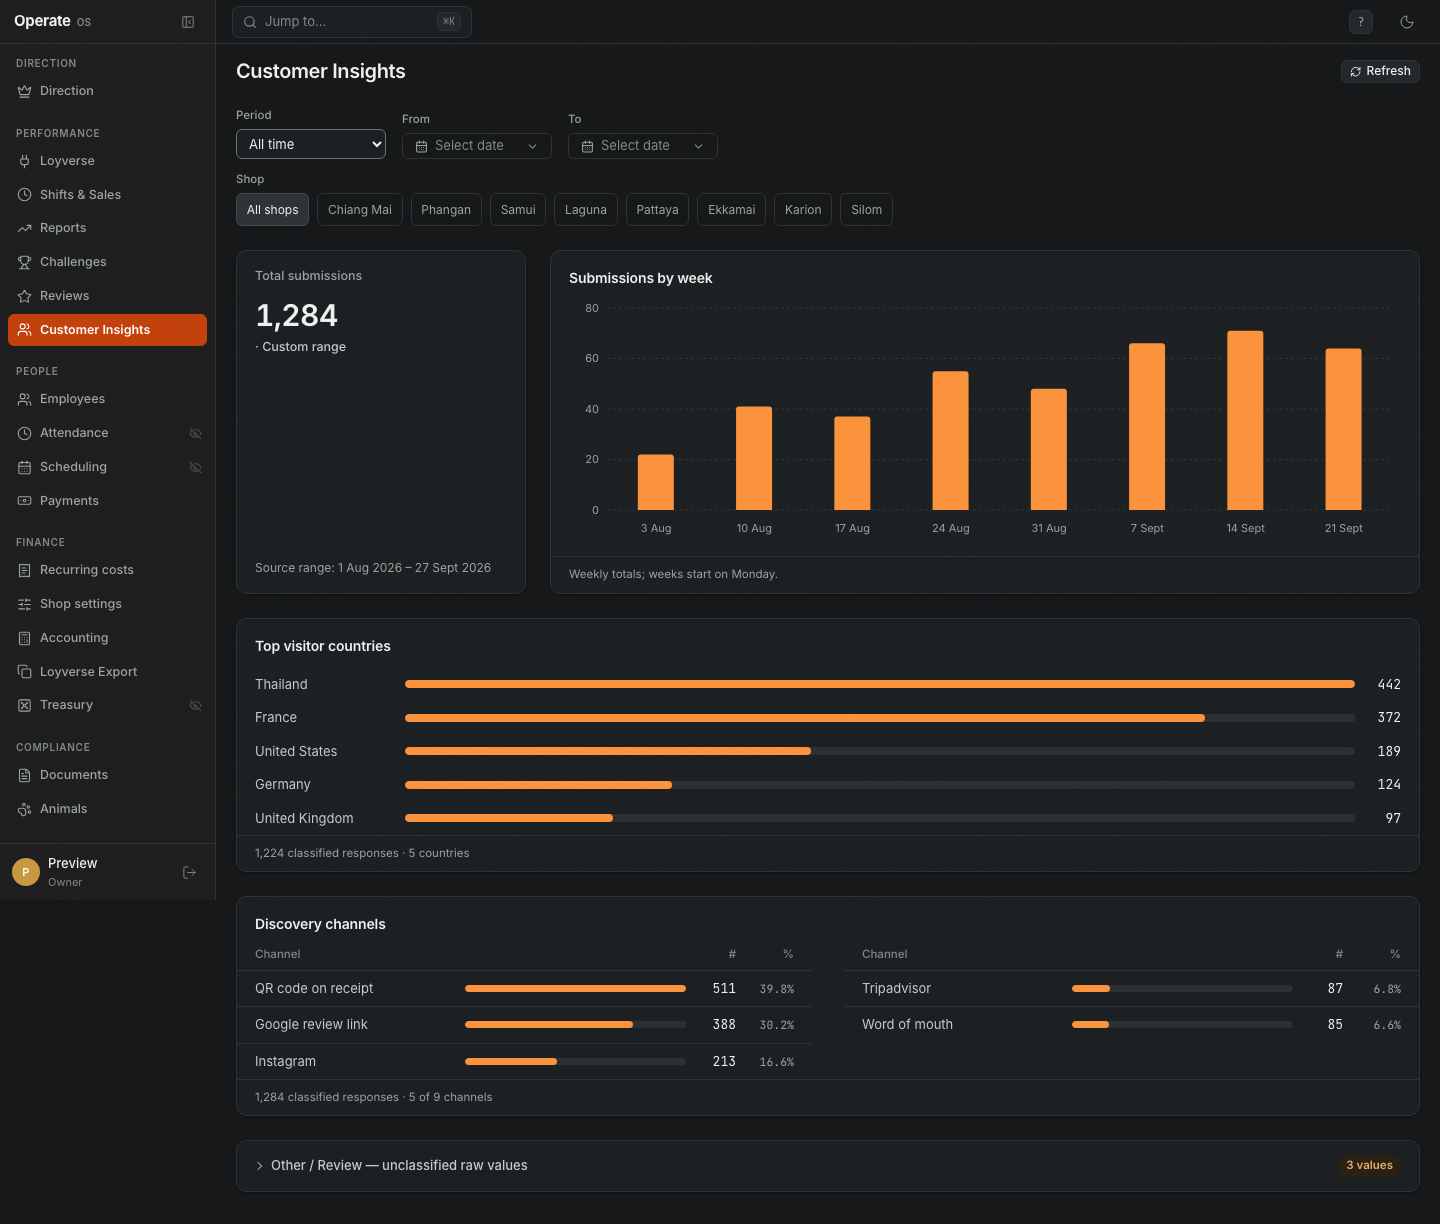 Operate OS
Jump to...
⌘K
?
DIRECTION
Direction
PERFORMANCE
Loyverse
Shifts & Sales
Reports
Challenges
Reviews
Customer Insights
PEOPLE
Employees
Attendance
Scheduling
Payments
FINANCE
Recurring costs
Shop settings
Accounting
Loyverse Export
Treasury
COMPLIANCE
Documents
Animals
P
Preview
Owner
Customer Insights
Refresh
Period
From
To
All time
Select date
Select date
Shop
All shops
Chiang Mai
Phangan
Samui
Laguna
Pattaya
Ekkamai
Karion
Silom
Total submissions
1,284
· Custom range
Source range: 1 Aug 2026 – 27 Sept 2026
Submissions by week
80
60
40
20
0
3 Aug
10 Aug
17 Aug
24 Aug
31 Aug
7 Sept
14 Sept
21 Sept
Weekly totals; weeks start on Monday.
Top visitor countries
Thailand 442
France 372
United States 189
Germany 124
United Kingdom 97
1,224 classified responses · 5 countries
Discovery channels
Channel # %
QR code on receipt 511 39.8%
Google review link 388 30.2%
Instagram 213 16.6%
Channel # %
Tripadvisor 87 6.8%
Word of mouth 85 6.6%
1,284 classified responses · 5 of 9 channels
Other / Review — unclassified raw values
3 values